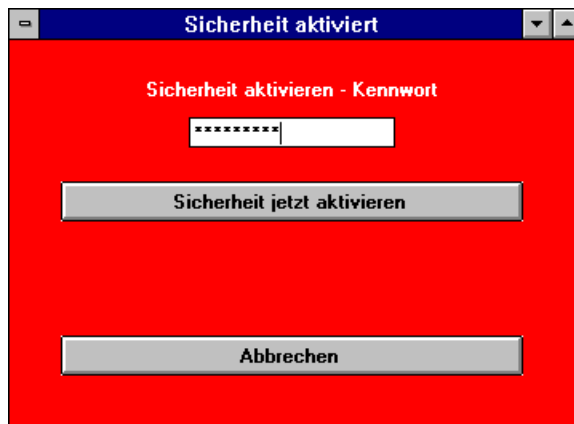 Sicherheit aktiviert
Sicherheit aktivieren - Kennwort
*********
Sicherheit jetzt aktivieren
Abbrechen